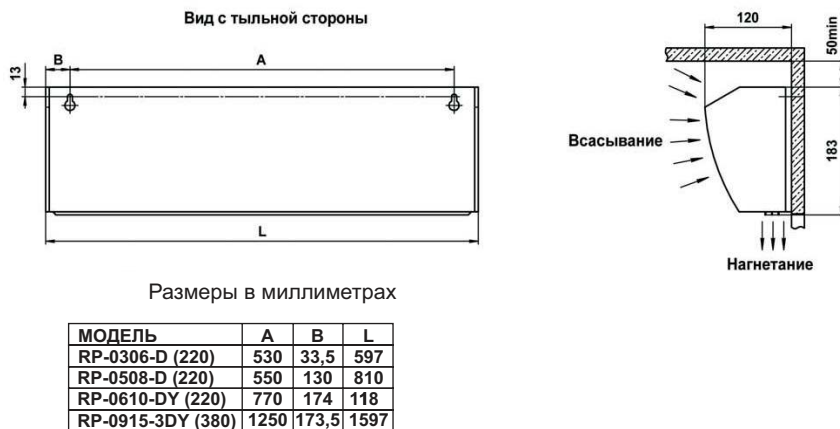 Вид с тыльной стороны
B
A
13
L
120
50min
Всасывание
183
Нагнетание
Размеры в миллиметрах
МОДЕЛЬ A B L
RP-0306-D (220) 530 33,5 597
RP-0508-D (220) 550 130 810
RP-0610-DY (220) 770 174 118
RP-0915-3DY (380) 1250 173,5 1597